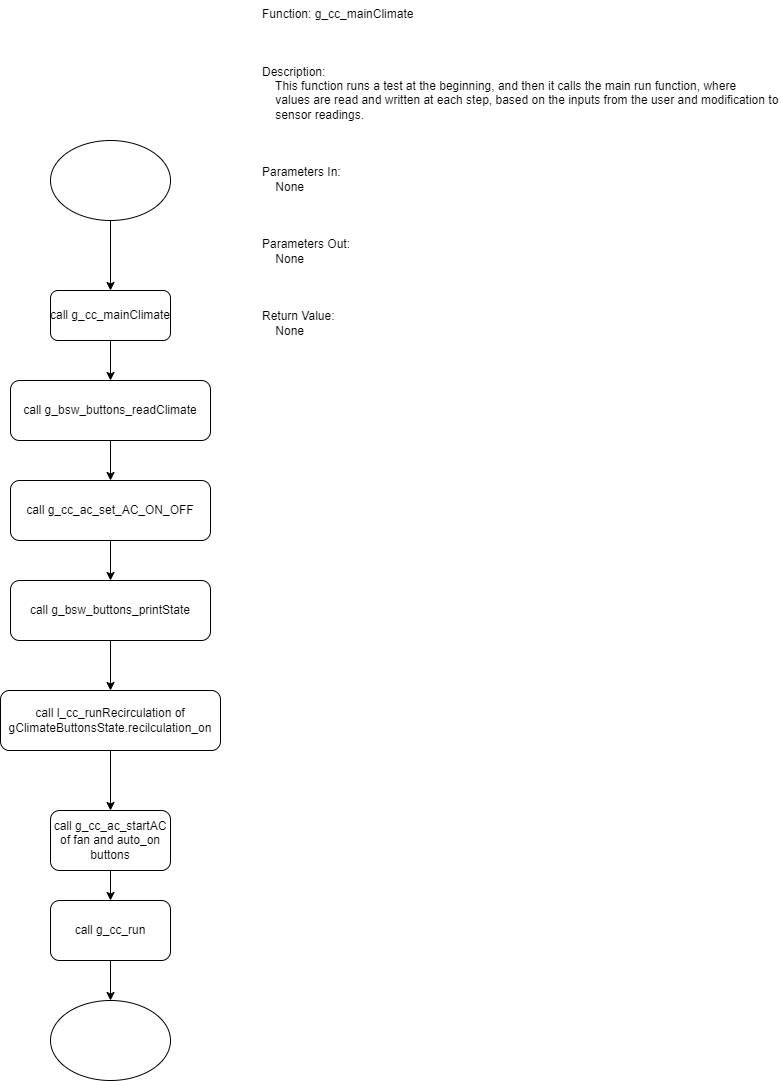 Function: g_cc_mainClimate
Description:
This function runs a test at the beginning, and then it calls the main run function, where
values are read and written at each step, based on the inputs from the user and modification to
sensor readings.
Parameters In:
None
Parameters Out:
None
Return Value:
None
call g_cc_mainClimate
call g_bsw_buttons_readClimate
call g_cc_ac_set_AC_ON_OFF
call g_bsw_buttons_printState
call l_cc_runRecirculation of
gClimateButtonsState.recilculation_on
call g_cc_ac_startAC
of fan and auto_on
buttons
call g_cc_run